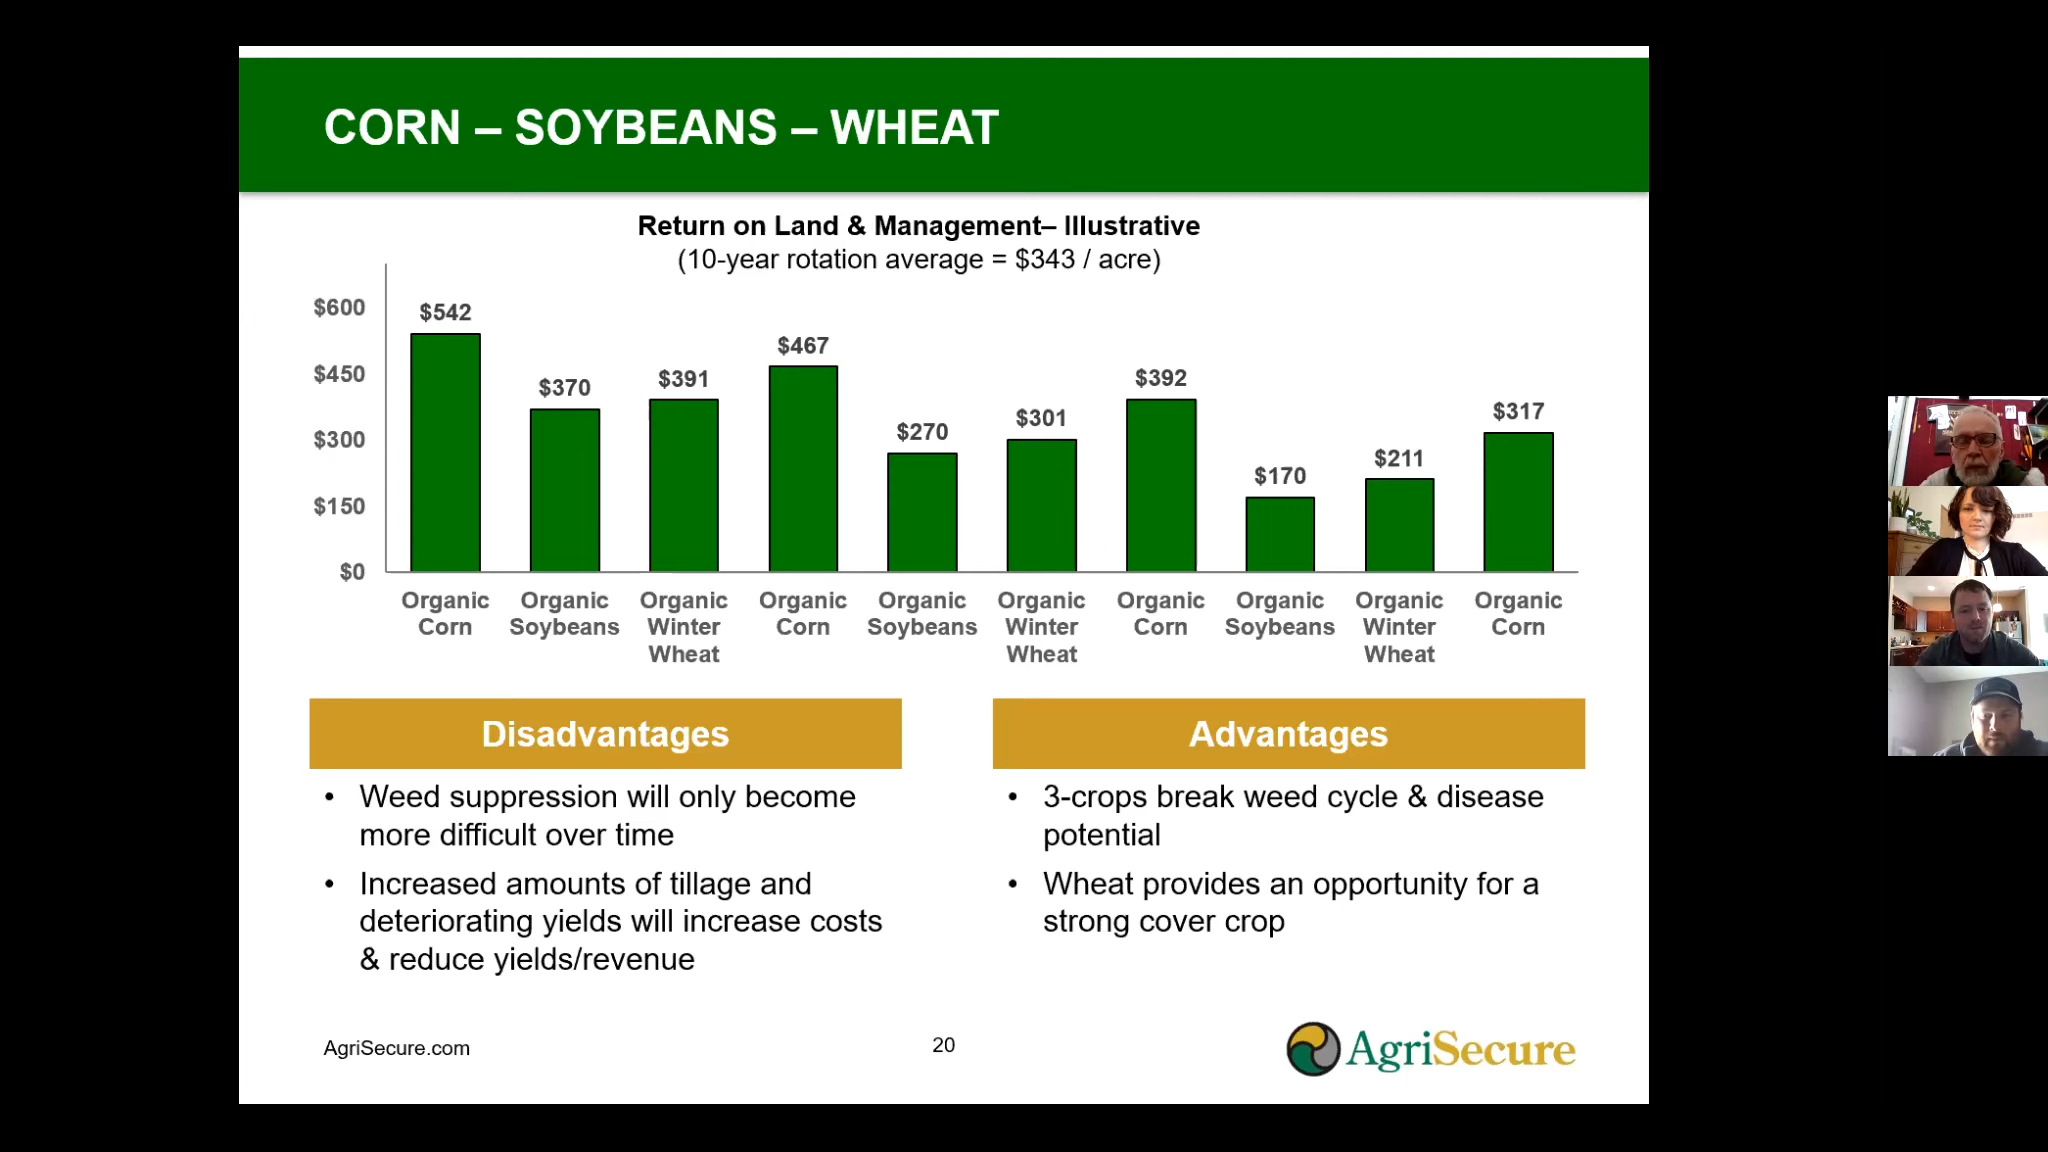 CORN – SOYBEANS – WHEAT
Return on Land & Management– Illustrative
(10-year rotation average = $343 / acre)
$600
$450
$300
$150
$0
$542
$370
$391
$467
$270
$301
$392
$170
$211
$317
Organic
Corn
Organic
Soybeans
Organic
Winter
Wheat
Organic
Corn
Organic
Soybeans
Organic
Winter
Wheat
Organic
Corn
Organic
Soybeans
Organic
Winter
Wheat
Organic
Corn
Disadvantages
• Weed suppression will only become
more difficult over time
• Increased amounts of tillage and
deteriorating yields will increase costs
& reduce yields/revenue
Advantages
• 3-crops break weed cycle & disease
potential
• Wheat provides an opportunity for a
strong cover crop
AgriSecure.com
20
AgriSecure